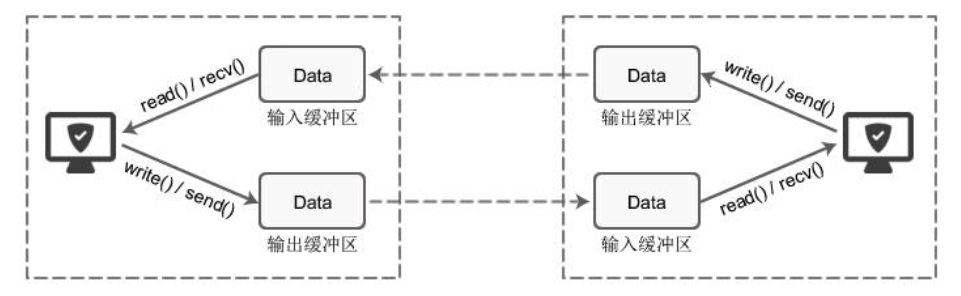 Data
输入缓冲区
read() / recv()
write() / send()
Data
输出缓冲区
Data
输出缓冲区
write() / send()
read() / recv()
Data
输入缓冲区